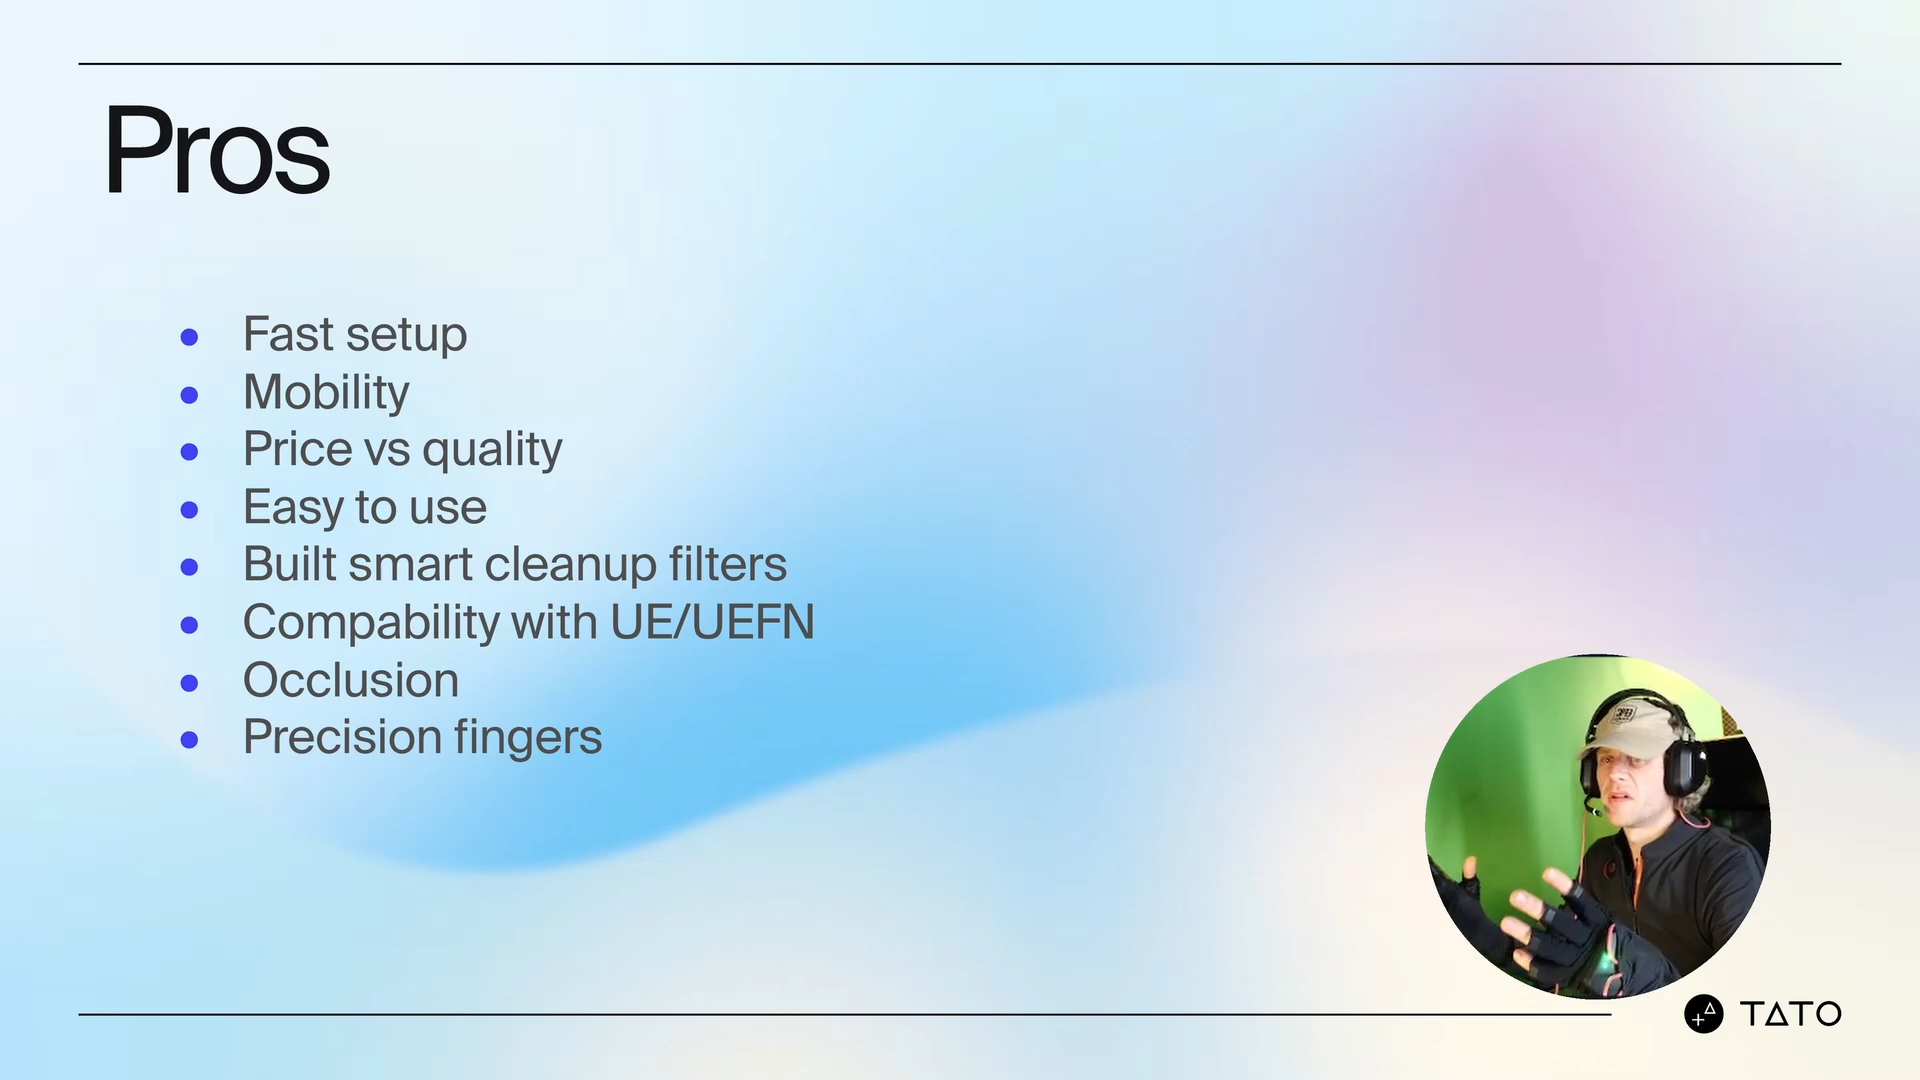 Pros
Fast setup
Mobility
Price vs quality
Easy to use
Built smart cleanup filters
Compability with UE/UEFN
Occlusion
Precision fingers
TATO